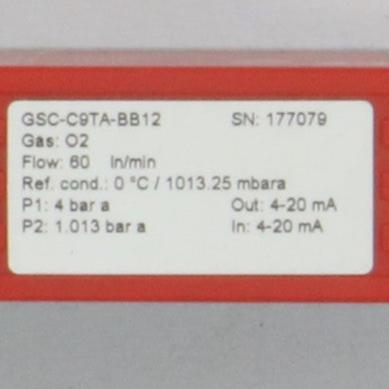 GSC-C9TA-BB12 SN: 177079
Gas: O2
Flow: 60 ln/min
Ref. cond.: 0 °C / 1013.25 mbara
P1: 4 bar a Out: 4-20 mA
P2: 1.013 bar a In: 4-20 mA